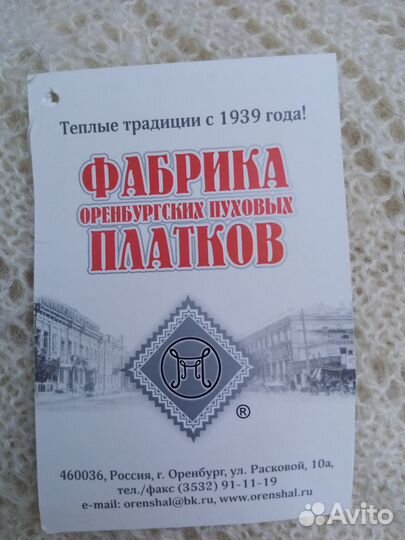 Теплые традиции с 1939 года!
ФАБРИКА
ОРЕНБУРГСКИХ ПУХОВЫХ
ПЛАТКОВ
®
460036, Россия, г. Оренбург, ул. Расковой, 10а,
тел./факс (3532) 91-11-19
e-mail: orenshal@bk.ru, www.orenshal.ru
Avito